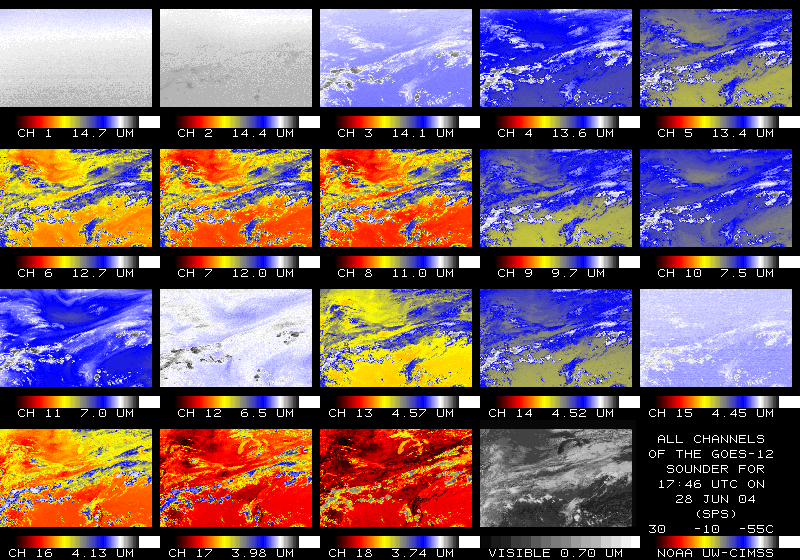 CH 1 14.7 UM
CH 2 14.4 UM
CH 3 14.1 UM
CH 4 13.6 UM
CH 5 13.4 UM
CH 6 12.7 UM
CH 7 12.0 UM
CH 8 11.0 UM
CH 9 9.7 UM
CH 10 7.5 UM
CH 11 7.0 UM
CH 12 6.5 UM
CH 13 4.57 UM
CH 14 4.52 UM
CH 15 4.45 UM
CH 16 4.13 UM
CH 17 3.98 UM
CH 18 3.74 UM
VISIBLE 0.70 UM
ALL CHANNELS
OF THE GOES-12
SOUNDER FOR
17:46 UTC ON
28 JUN 04
(SPS)
30 -10 -55C
NOAA UW-CIMSS